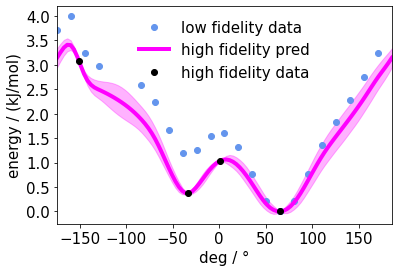 low fidelity data
high fidelity pred
high fidelity data
energy / (kJ/mol)
4.0
3.5
3.0
2.5
2.0
1.5
1.0
0.5
0.0
−150 −100 −50 0 50 100 150
deg / °